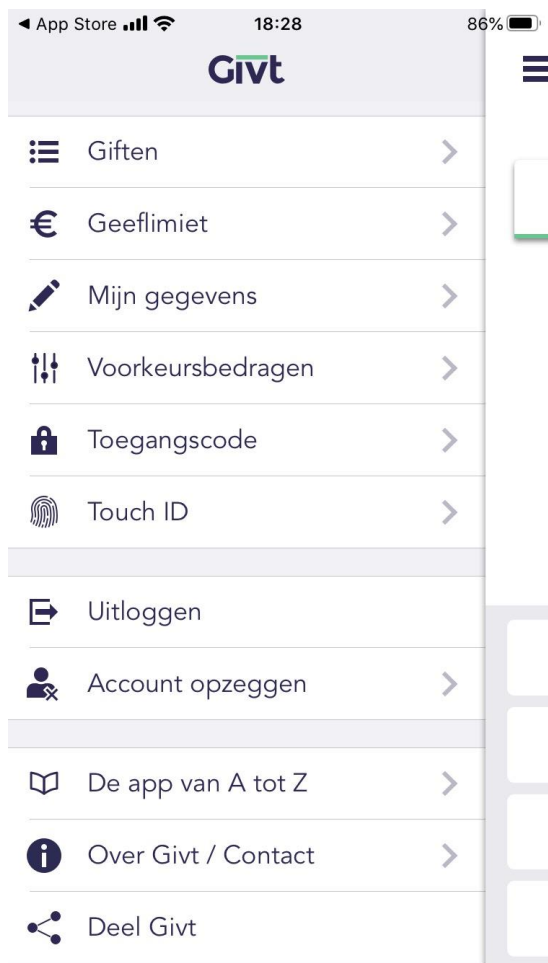 ◀ App Store 18:28 86%
Givt
Giften
Geeflimiet
Mijn gegevens
Voorkeursbedragen
Toegangscode
Touch ID
Uitloggen
Account opzeggen
De app van A tot Z
Over Givt / Contact
Deel Givt